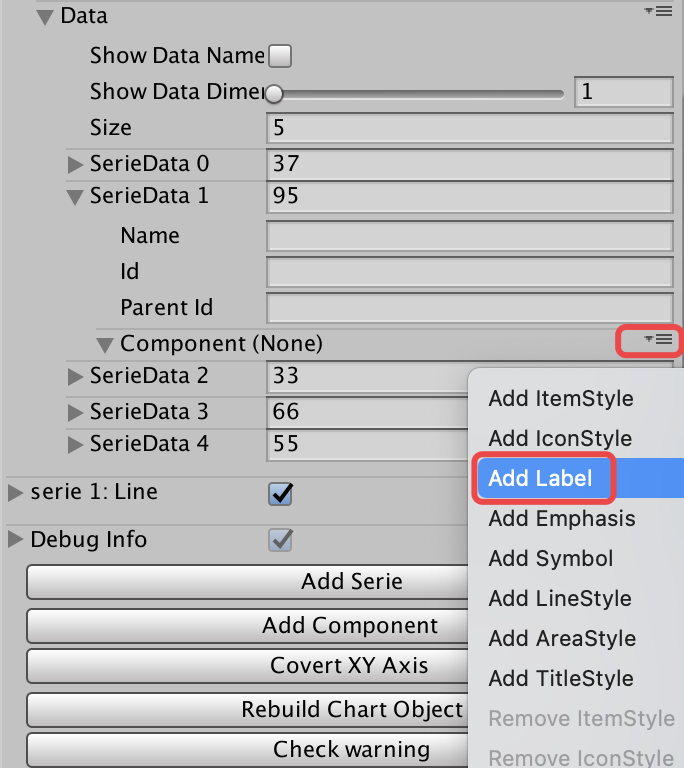 Data
Show Data Name
Show Data Dimer 1
Size 5
SerieData 0 37
SerieData 1 95
Name
Id
Parent Id
Component (None)
SerieData 2 33
SerieData 3 66
SerieData 4 55
serie 1: Line
Debug Info
Add Serie
Add Component
Covert XY Axis
Rebuild Chart Object
Check warning
Add ItemStyle
Add IconStyle
Add Label
Add Emphasis
Add Symbol
Add LineStyle
Add AreaStyle
Add TitleStyle
Remove ItemStyle
Remove IconStyle